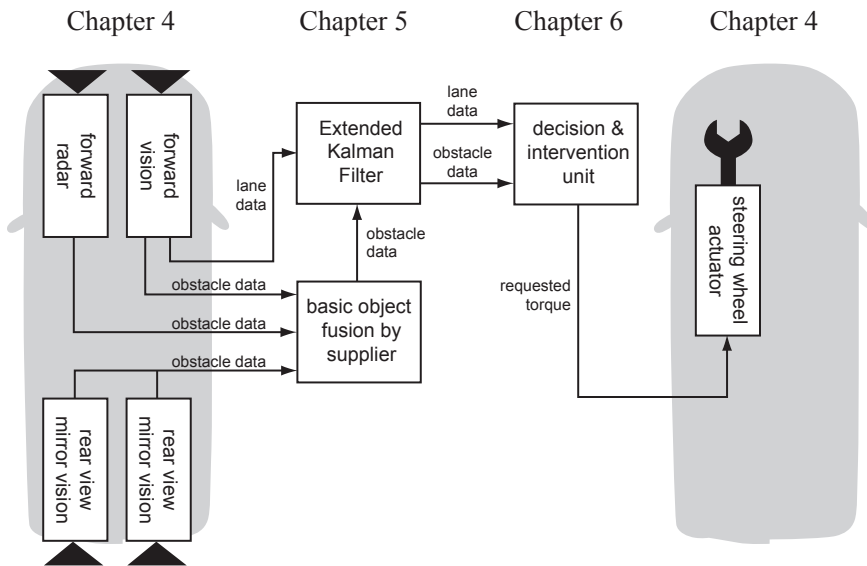 Chapter 4
Chapter 5
Chapter 6
Chapter 4
forward
radar
forward
vision
lane
data
Extended
Kalman
Filter
lane
data
obstacle
data
decision &
intervention
unit
steering wheel
actuator
obstacle
data
requested
torque
obstacle data
obstacle data
obstacle data
basic object
fusion by
supplier
rear view
mirror vision
rear view
mirror vision